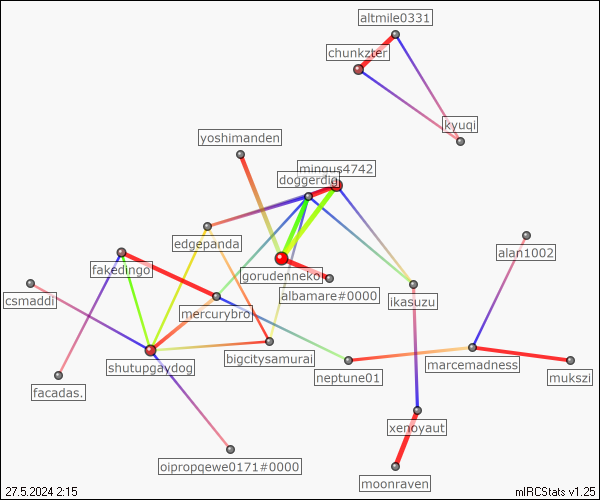 altmile0331
chunkzter
kyuqi
yoshimanden
mingus4742
doggerdig
edgepanda
alan1002
fakedingo
gorudenneko
albamare#0000
csmaddi
ikasuzu
mercurybro
bigcitysamurai
shutupgaydog
neptune01
marcemadness
mukszi
facadas.
xenoyaut
oipropqewe0171#0000
moonraven
27.5.2024 2:15
mIRCStats v1.25